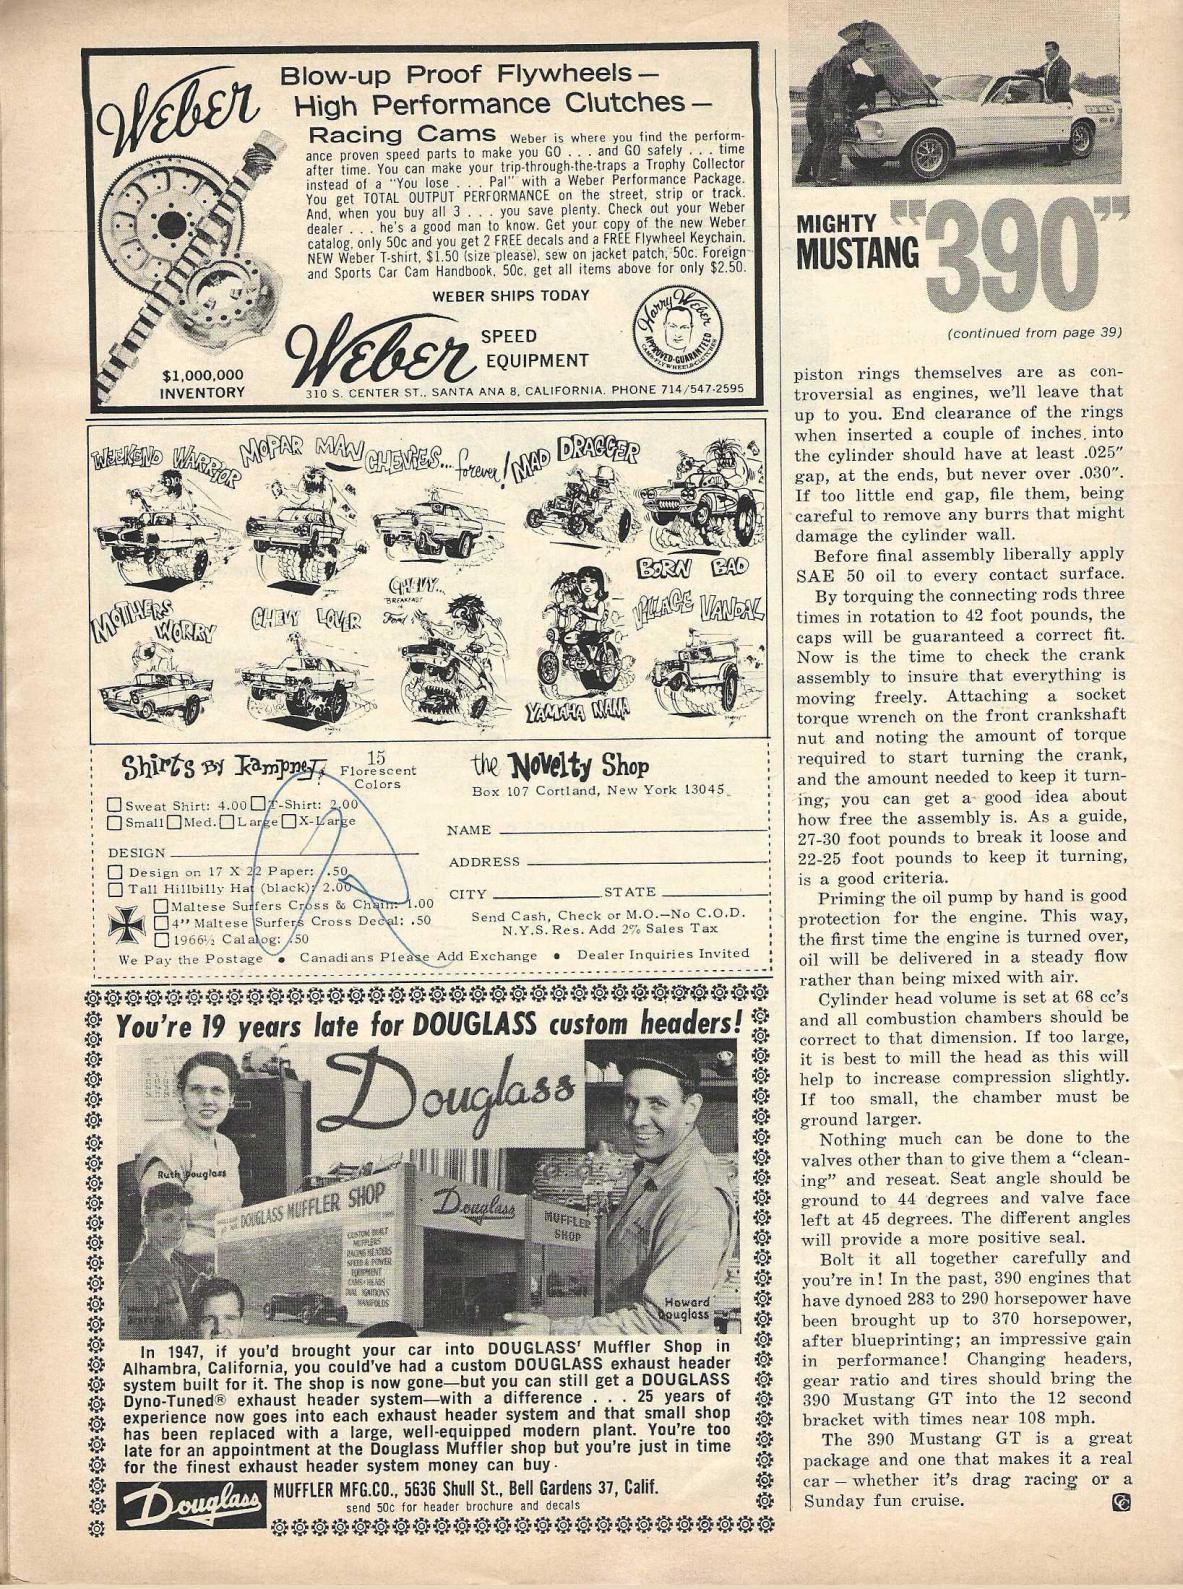 Weber
Blow-up Proof Flywheels—
High Performance Clutches—
Racing Cams Weber is where you find the perform-
ance proven speed parts to make you GO . . . and GO safely . . . time
after time. You can make your trip-through-the-traps a Trophy Collector
instead of a "You lose . . . Pal" with a Weber Performance Package.
You get TOTAL OUTPUT PERFORMANCE on the street, strip or track.
And, when you buy all 3 . . . you save plenty. Check out your Weber
dealer . . . he's a good man to know. Get your copy of the new Weber
catalog, only 50c and you get 2 FREE decals and a FREE Flywheel Keychain.
NEW Weber T-shirt, $1.50 (size please), sew on jacket patch, 50c. Foreign
and Sports Car Cam Handbook, 50c, get all items above for only $2.50.
WEBER SHIPS TODAY
Harry Weber
APPROVED-GUARANTEED
CAMS-FLYWHEELS-CLUTCHES
$1,000,000
INVENTORY
Weber SPEED
EQUIPMENT
310 S. CENTER ST., SANTA ANA 8, CALIFORNIA. PHONE 714/547-2595
WEEKEND WARRIOR
MOPAR MAN
CHEVIES... forever!
MAD DRAGGER
BORN BAD
MOTHERS WORRY
CHEVY LOVER
CHEVY...
BREAKFAST
YAMAHA NANA
VILLAGE VANDAL
Shirts By Kampney!
15
Florescent
Colors
Sweat Shirt: 4.00 T-Shirt: 2.00
Small Med. Large X-Large
DESIGN
Design on 17 X 22 Paper: .50
Tall Hillbilly Hat (black): 2.00
Maltese Surfers Cross & Chain: 1.00
4" Maltese Surfers Cross Decal: .50
1966½ Catalog: .50
the Novelty Shop
Box 107 Cortland, New York 13045
NAME
ADDRESS
CITY STATE
Send Cash, Check or M.O.—No C.O.D.
N.Y.S. Res. Add 2% Sales Tax
We Pay the Postage • Canadians Please Add Exchange • Dealer Inquiries Invited
You're 19 years late for DOUGLASS custom headers!
Douglass
Ruth Douglass
DOUGLASS MUFFLER SHOP
CUSTOM BUILT
MUFFLERS
RACING HEADERS
SPEED & POWER
EQUIPMENT
CAMS • HEADS
DUAL IGNITIONS
MANIFOLDS
Douglass
MUFFLER
SHOP
Howard
Douglass
In 1947, if you'd brought your car into DOUGLASS' Muffler Shop in
Alhambra, California, you could've had a custom DOUGLASS exhaust header
system built for it. The shop is now gone—but you can still get a DOUGLASS
Dyno-Tuned® exhaust header system—with a difference . . . 25 years of
experience now goes into each exhaust header system and that small shop
has been replaced with a large, well-equipped modern plant. You're too
late for an appointment at the Douglass Muffler shop but you're just in time
for the finest exhaust header system money can buy.
Douglass
MUFFLER MFG.CO., 5636 Shull St., Bell Gardens 37, Calif.
send 50c for header brochure and decals
MIGHTY
MUSTANG "390"
(continued from page 39)
piston rings themselves are as con-
troversial as engines, we'll leave that
up to you. End clearance of the rings
when inserted a couple of inches into
the cylinder should have at least .025"
gap, at the ends, but never over .030".
If too little end gap, file them, being
careful to remove any burrs that might
damage the cylinder wall.
Before final assembly liberally apply
SAE 50 oil to every contact surface.
By torquing the connecting rods three
times in rotation to 42 foot pounds, the
caps will be guaranteed a correct fit.
Now is the time to check the crank
assembly to insure that everything is
moving freely. Attaching a socket
torque wrench on the front crankshaft
nut and noting the amount of torque
required to start turning the crank,
and the amount needed to keep it turn-
ing, you can get a good idea about
how free the assembly is. As a guide,
27-30 foot pounds to break it loose and
22-25 foot pounds to keep it turning,
is a good criteria.
Priming the oil pump by hand is good
protection for the engine. This way,
the first time the engine is turned over,
oil will be delivered in a steady flow
rather than being mixed with air.
Cylinder head volume is set at 68 cc's
and all combustion chambers should be
correct to that dimension. If too large,
it is best to mill the head as this will
help to increase compression slightly.
If too small, the chamber must be
ground larger.
Nothing much can be done to the
valves other than to give them a "clean-
ing" and reseat. Seat angle should be
ground to 44 degrees and valve face
left at 45 degrees. The different angles
will provide a more positive seal.
Bolt it all together carefully and
you're in! In the past, 390 engines that
have dynoed 283 to 290 horsepower have
been brought up to 370 horsepower,
after blueprinting; an impressive gain
in performance! Changing headers,
gear ratio and tires should bring the
390 Mustang GT into the 12 second
bracket with times near 108 mph.
The 390 Mustang GT is a great
package and one that makes it a real
car — whether it's drag racing or a
Sunday fun cruise.